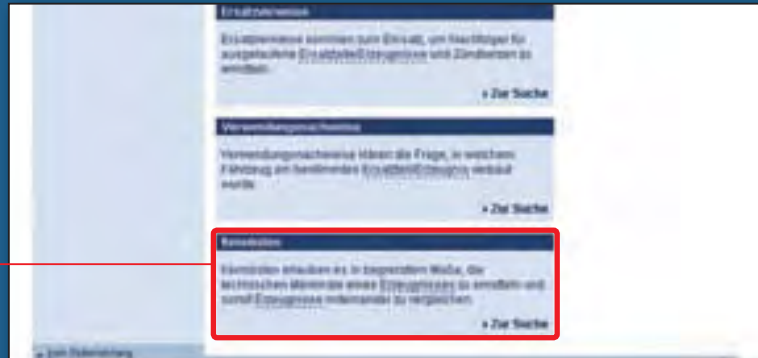 Ersatzverweise
Ersatzverweise kommen zum Einsatz, um Nachfolger für
ausgelaufene Ersatzteile/Erzeugnisse und Zündkerzen zu
ermitteln.
» Zur Suche
Verwendungsnachweise
Verwendungsnachweise klären die Frage, in welchem
Fahrzeug ein bestimmtes Ersatzteil/Erzeugnis verbaut
wurde.
» Zur Suche
Kenndaten
Kenndaten erlauben es in begrenztem Maße, die
technischen Merkmale eines Erzeugnisses zu ermitteln und
somit Erzeugnisse miteinander zu vergleichen.
» Zur Suche